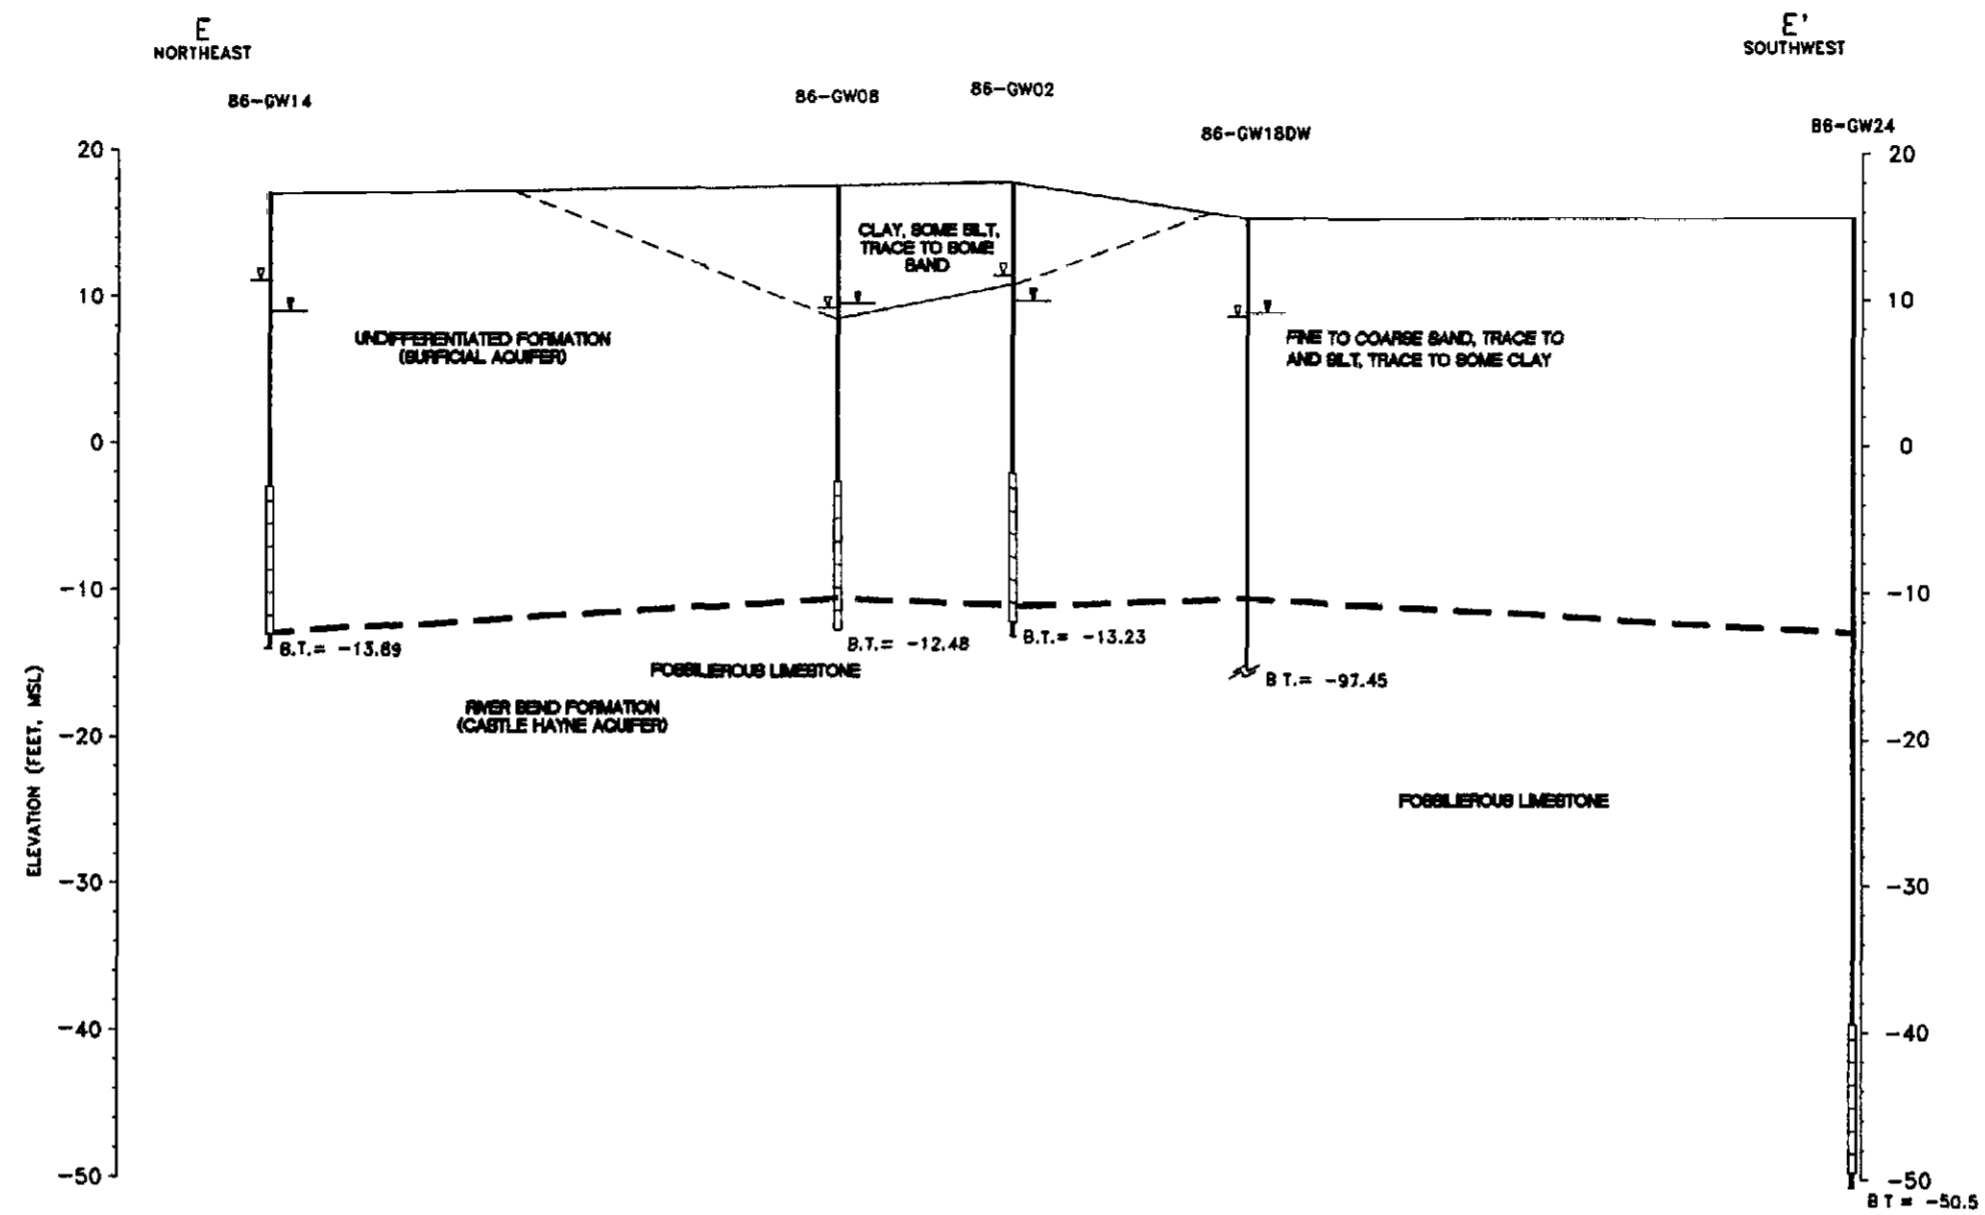 E
NORTHEAST
E'
SOUTHWEST
86-GW14
86-GW08
86-GW02
86-GW18DW
86-GW24
20
20
CLAY, SOME SILT,
TRACE TO SOME
SAND
10
10
UNDIFFERENTIATED FORMATION
(SURFICIAL AQUIFER)
FINE TO COARSE SAND, TRACE TO
AND SILT, TRACE TO SOME CLAY
0
0
-10
-10
B.T.= -13.89
B.T.= -12.48
B.T.= -13.23
B T.= -97.45
FOSSILIEROUS LIMESTONE
RIVER BEND FORMATION
(CASTLE HAYNE AQUIFER)
-20
-20
FOSSILIEROUS LIMESTONE
ELEVATION (FEET, MSL)
-30
-30
-40
-40
-50
-50
B T = -50.5